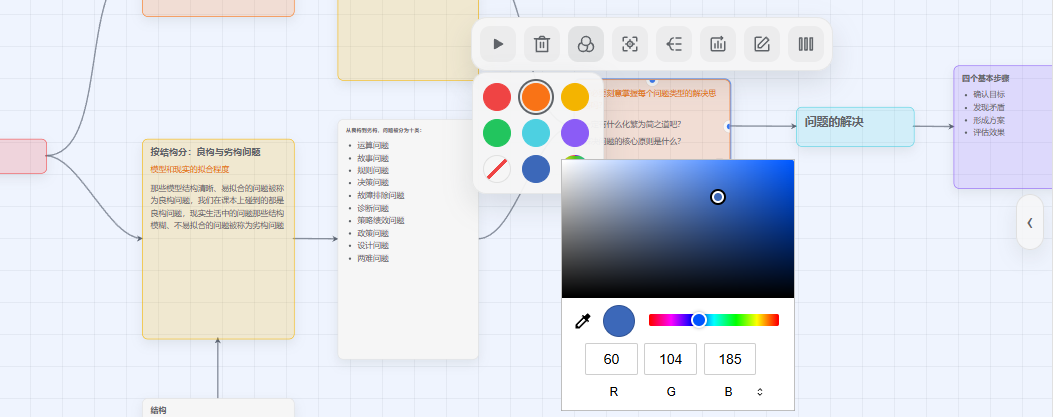 刻意掌握每个问题类型的解决思
什么化繁为简之道吧?
问题的核心原则是什么?
问题的解决
四个基本步骤
• 确认目标
• 发现矛盾
• 形成方案
• 评估效果
从良构到劣构，问题被分为十类：
• 运算问题
• 故事问题
• 规则问题
• 决策问题
• 故障排除问题
• 诊断问题
• 策略绩效问题
• 政策问题
• 设计问题
• 两难问题
按结构分：良构与劣构问题
模型和现实的拟合程度
那些模型结构清晰、易拟合的问题被称
为良构问题，我们在课本上碰到的都是
良构问题，现实生活中的问题那些结构
模糊、不易拟合的问题被称为劣构问题
60 104 185
R G B
结构